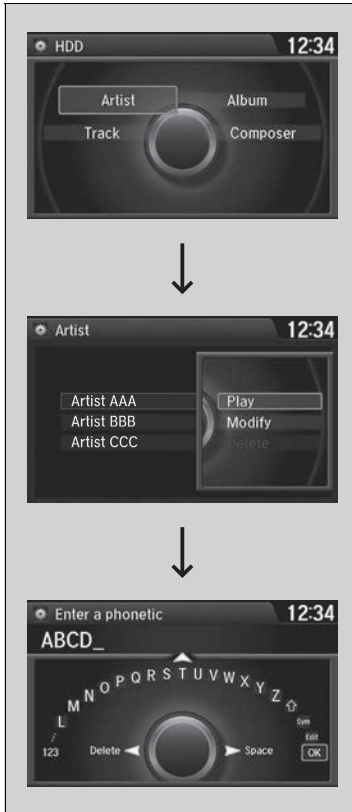 HDD 12:34
Artist Album
Track Composer
Artist 12:34
Artist AAA Play
Artist BBB Modify
Artist CCC Delete
Enter a phonetic 12:34
ABCD_
L M N O P Q R S T U V W X Y Z
Sym
Edit
123 Delete Space OK